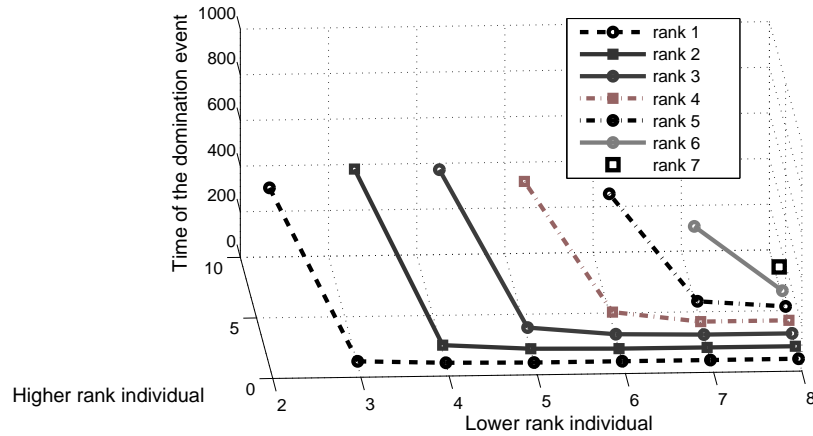 1000
800
600
400
200
0
10
5
0
Time of the domination event
Higher rank individual
2
3
4
5
6
7
8
Lower rank individual
rank 1
rank 2
rank 3
rank 4
rank 5
rank 6
rank 7